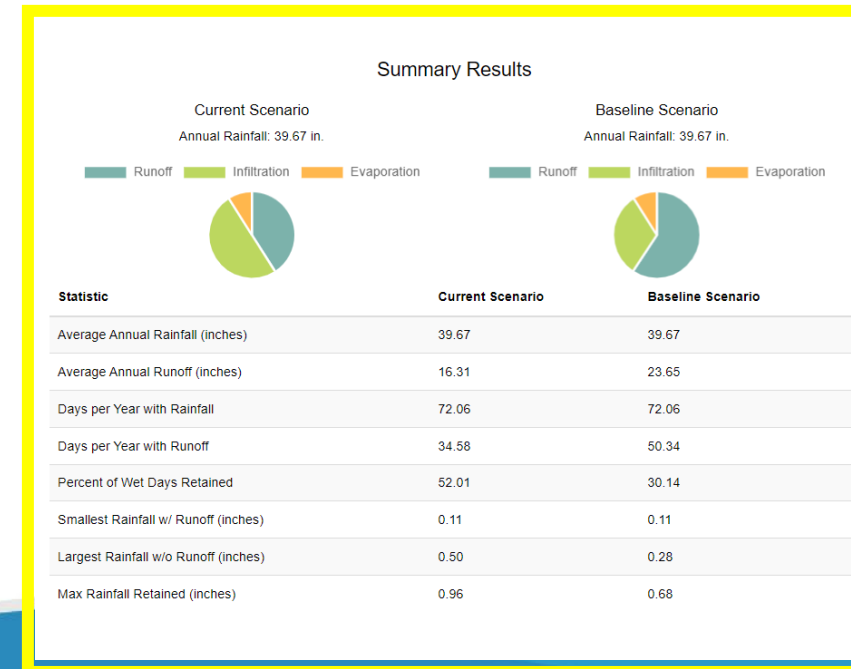 Summary Results
Current Scenario
Annual Rainfall: 39.67 in.
Runoff Infiltration Evaporation
Baseline Scenario
Annual Rainfall: 39.67 in.
Runoff Infiltration Evaporation
Statistic Current Scenario Baseline Scenario
Average Annual Rainfall (inches) 39.67 39.67
Average Annual Runoff (inches) 16.31 23.65
Days per Year with Rainfall 72.06 72.06
Days per Year with Runoff 34.58 50.34
Percent of Wet Days Retained 52.01 30.14
Smallest Rainfall w/ Runoff (inches) 0.11 0.11
Largest Rainfall w/o Runoff (inches) 0.50 0.28
Max Rainfall Retained (inches) 0.96 0.68